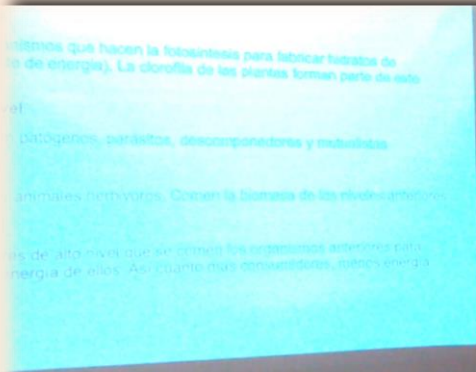 nismos que hacen la fotosíntesis para fabricar hidratos de
de energía). La clorofila de las plantas forman parte de este
vel
patógenos, parásitos, descomponedores y mutualistas
animales herbívoros. Comen la biomasa de los niveles anteriores
es de alto nivel que se comen los organismos anteriores para
energía de ellos. Así cuanto más consumidores, menos energía